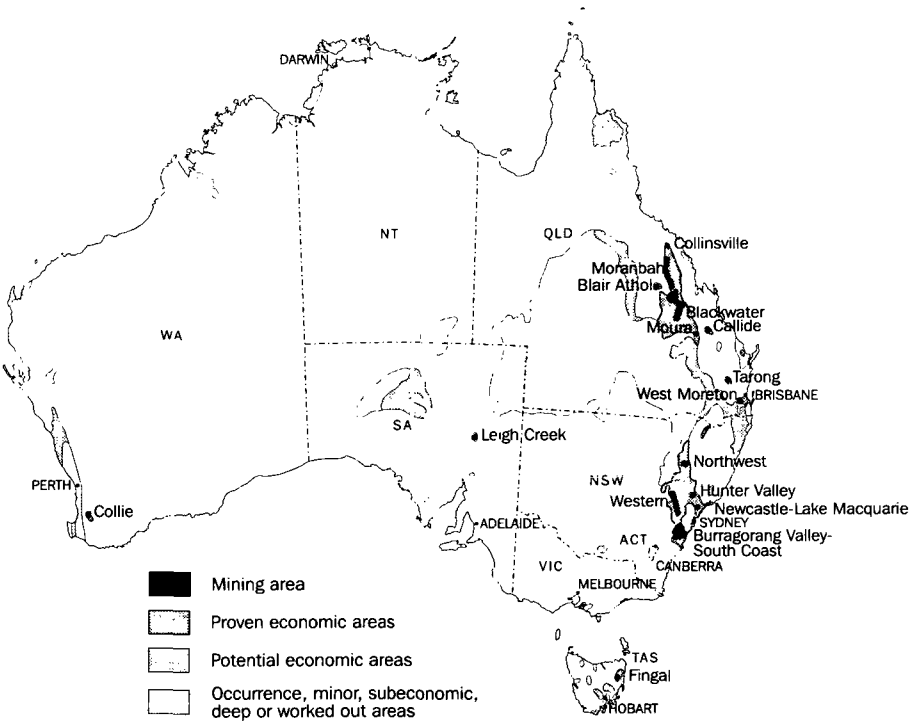 DARWIN
NT
QLD
Collinsville
Moranbah
Blair Athol
Blackwater
WA
Moura
Callide
Tarong
West Moreton
BRISBANE
SA
Leigh Creek
Northwest
PERTH
NSW
Hunter Valley
Western
Newcastle-Lake Macquarie
Collie
SYDNEY
ADELAIDE
Burragorang Valley-
South Coast
ACT
VIC
CANBERRA
MELBOURNE
Mining area
Proven economic areas
Potential economic areas
Occurrence, minor, subeconomic,
deep or worked out areas
TAS
Fingal
HOBART